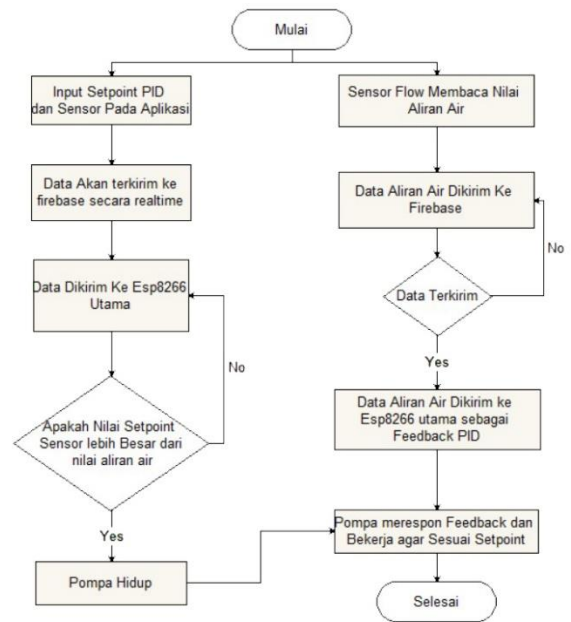 Mulai
Input Setpoint PID
dan Sensor Pada Aplikasi
Data Akan terkirim ke
firebase secara realtime
Data Dikirim Ke Esp8266
Utama
No
Apakah Nilai Setpoint
Sensor lebih Besar dari
nilai aliran air
Yes
Pompa Hidup
Sensor Flow Membaca Nilai
Aliran Air
Data Aliran Air Dikirim Ke
Firebase
No
Data Terkirim
Yes
Data Aliran Air Dikirim ke
Esp8266 utama sebagai
Feedback PID
Pompa merespon Feedback dan
Bekerja agar Sesuai Setpoint
Selesai